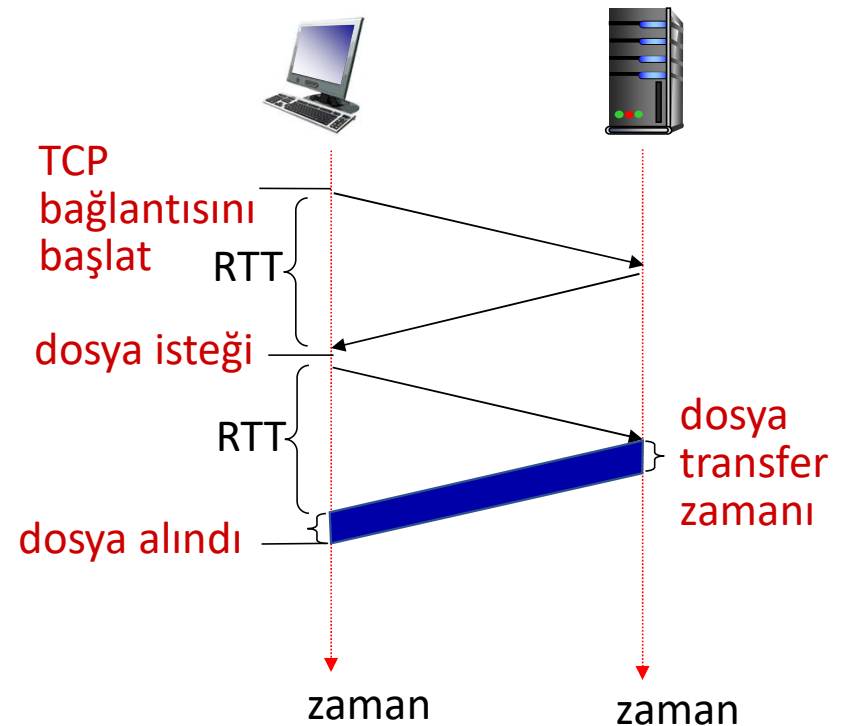 TCP
bağlantısını
başlat
RTT
dosya isteği
RTT
dosya
transfer
zamanı
dosya alındı
zaman
zaman